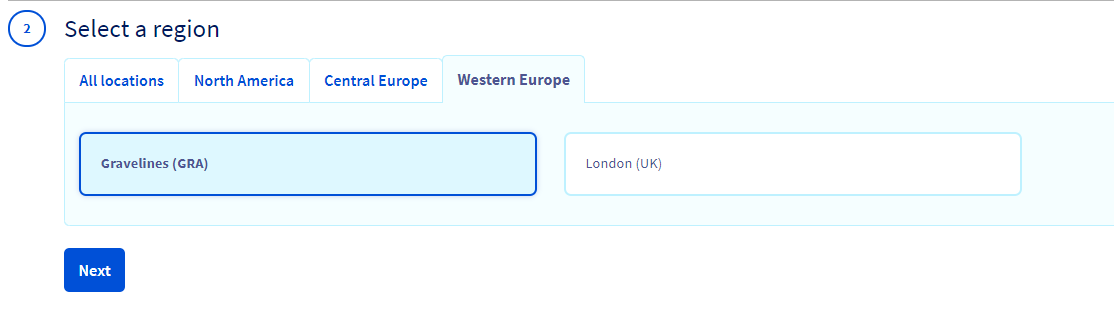 2
Select a region
All locations
North America
Central Europe
Western Europe
Gravelines (GRA)
London (UK)
Next